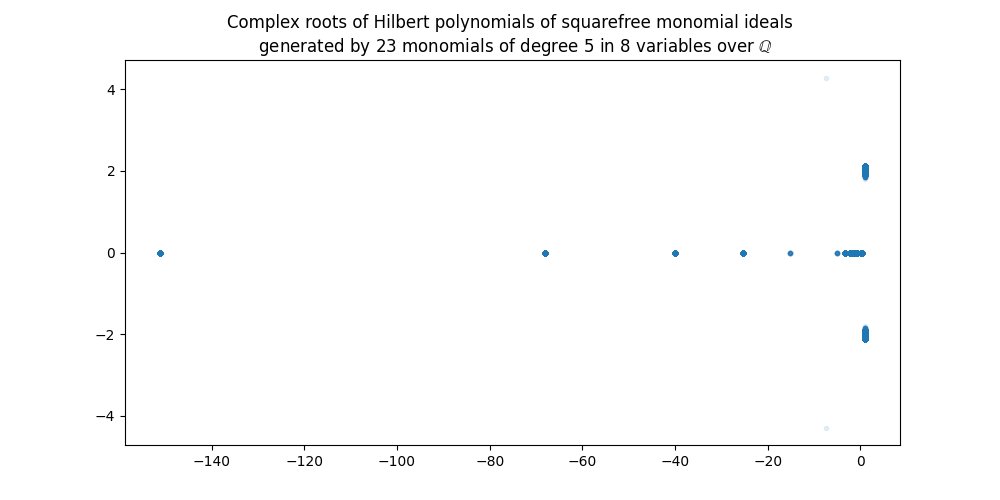 Complex roots of Hilbert polynomials of squarefree monomial ideals
generated by 23 monomials of degree 5 in 8 variables over ℚ
4
2
0
−2
−4
−140 −120 −100 −80 −60 −40 −20 0